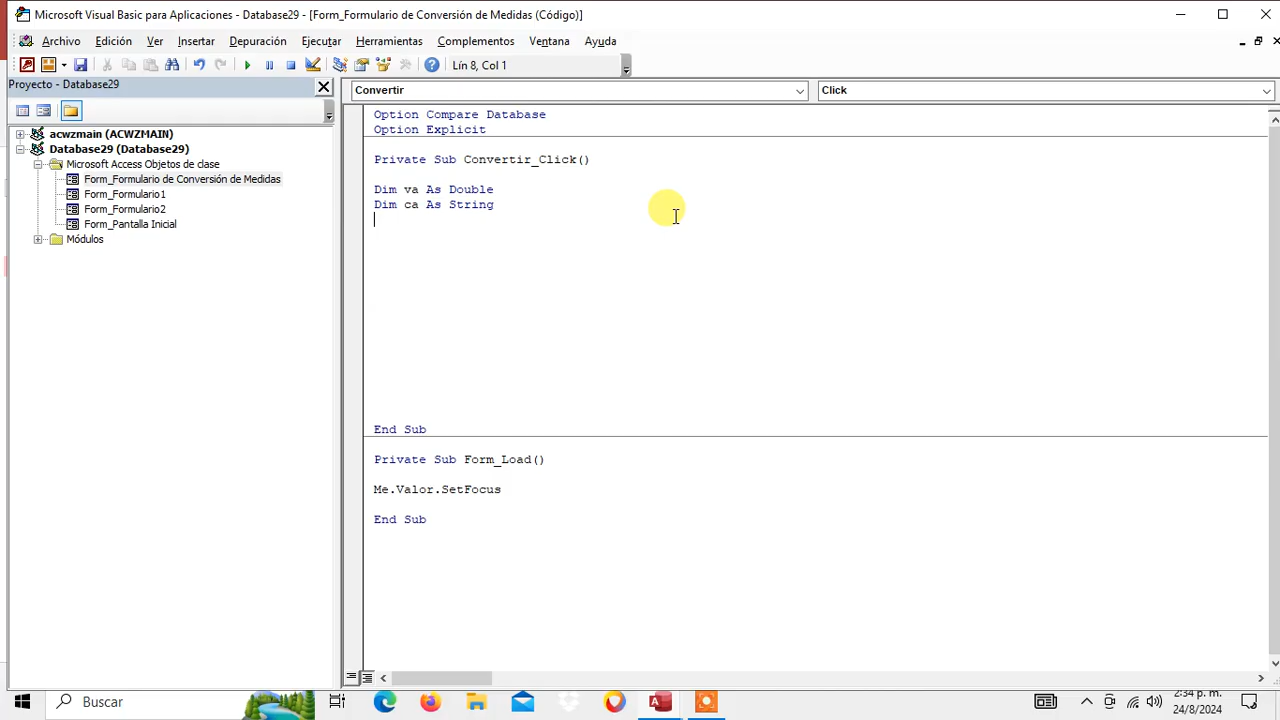 Microsoft Visual Basic para Aplicaciones - Database29 - [Form_Formulario de Conversión de Medidas (Código)]
Archivo Edición Ver Insertar Formato Depuración Ejecutar Herramientas Complementos Ventana Ayuda
Lín 8, Col 1
Proyecto - Database29
Convertir
Click
acwzmain (ACWZMAIN)
Database29 (Database29)
Microsoft Access Objetos de clase
Form_Formulario de Conversión de Medidas
Form_Formulario1
Form_Formulario2
Form_Pantalla Inicial
Módulos
Option Compare Database
Option Explicit
Private Sub Convertir_Click()
Dim va As Double
Dim ca As String
End Sub
Private Sub Form_Load()
Me.Valor.SetFocus
End Sub
Buscar
2:34 p. m.
24/8/2024